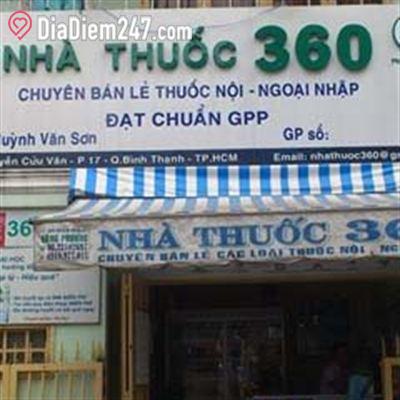 DiaDiem247.com
NHÀ THUỐC 360
CHUYÊN BÁN LẺ THUỐC NỘI - NGOẠI NHẬP
ĐẠT CHUẨN GPP
uỳnh Văn Sơn
GP số:
yễn Cửu Vân - P 17 - Q.Bình Thạnh - TP.HCM
Email: nhathuoc360@g
36
NHÀ THUỐC 36
CHUYÊN BÁN LẺ CÁC LOẠI THUỐC NỘI , NG